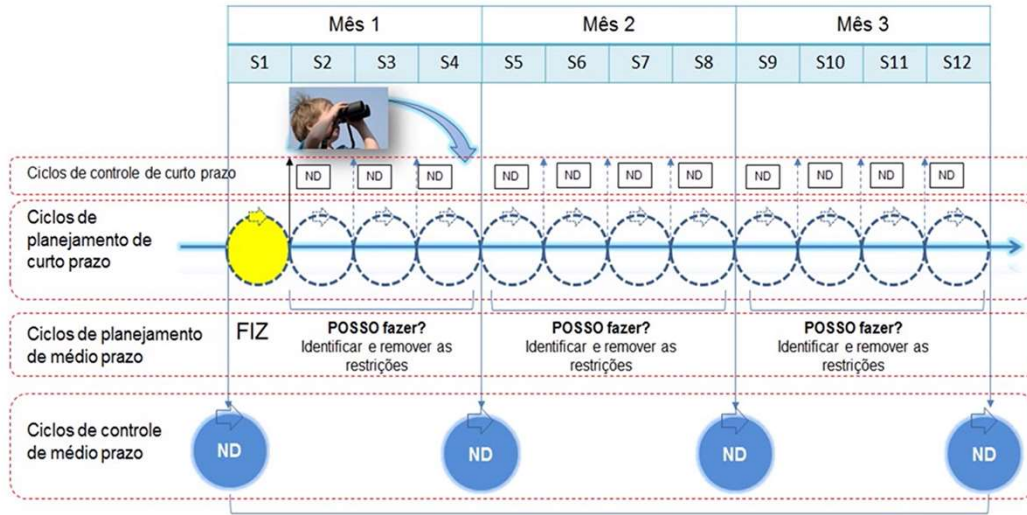 Mês 1 Mês 2 Mês 3
S1 S2 S3 S4 S5 S6 S7 S8 S9 S10 S11 S12
Ciclos de controle de curto prazo
ND ND ND ND ND ND ND ND ND ND ND
Ciclos de
planejamento de
curto prazo
Ciclos de planejamento
de médio prazo
FIZ
POSSO fazer?
Identificar e remover as
restrições
POSSO fazer?
Identificar e remover as
restrições
POSSO fazer?
Identificar e remover as
restrições
Ciclos de controle
de médio prazo
ND ND ND ND